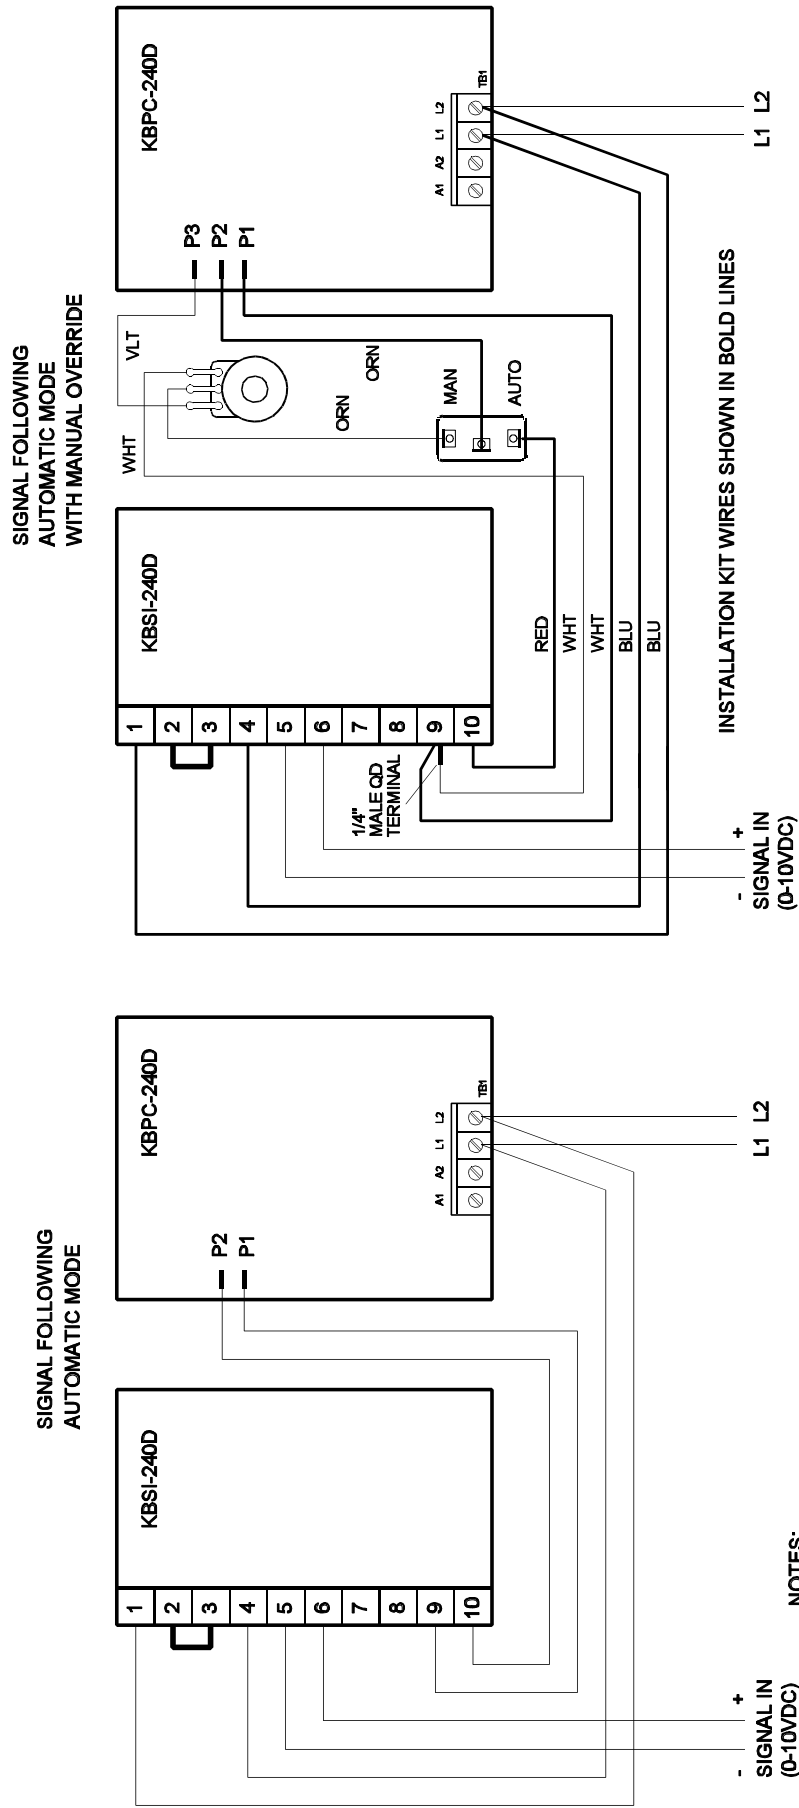 SIGNAL FOLLOWING
AUTOMATIC MODE
KBSI-240D
1
2
3
4
5
6
7
8
9
10
KBPC-240D
P2
P1
A1
A2
L1
L2
TB1
L1
L2
-
+
SIGNAL IN
(0-10VDC)
NOTES:
SIGNAL FOLLOWING
AUTOMATIC MODE
WITH MANUAL OVERRIDE
KBSI-240D
1
2
3
4
5
6
7
8
9
10
1/4"
MALE QD
TERMINAL
WHT
VLT
ORN
ORN
MAN
AUTO
RED
WHT
WHT
BLU
BLU
KBPC-240D
P3
P2
P1
A1
A2
L1
L2
TB1
L1
L2
-
+
SIGNAL IN
(0-10VDC)
INSTALLATION KIT WIRES SHOWN IN BOLD LINES